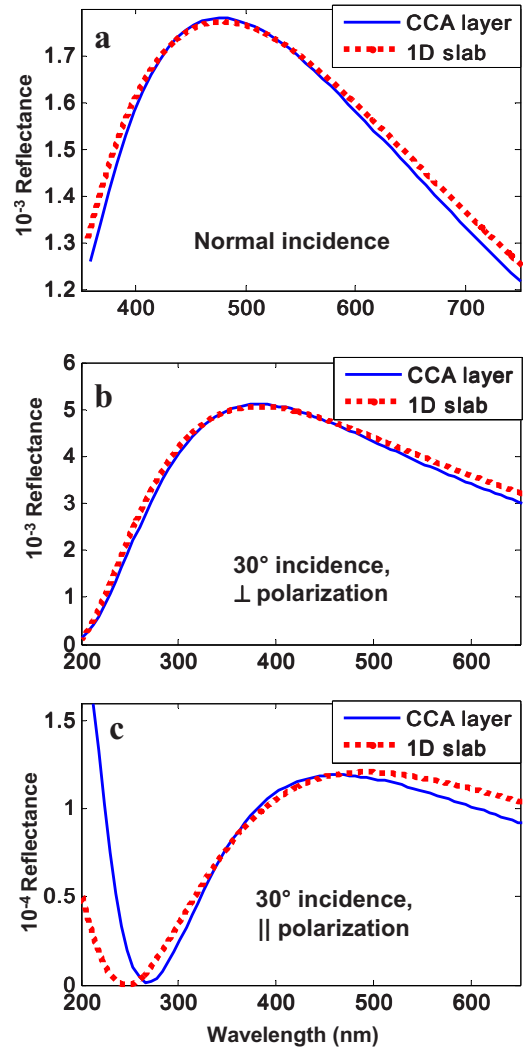 a
CCA layer
1D slab
10⁻³ Reflectance
1.7
1.6
1.5
1.4
1.3
1.2
Normal incidence
400
500
600
700
b
CCA layer
1D slab
10⁻³ Reflectance
6
5
4
3
2
1
0
30° incidence,
⊥ polarization
200
300
400
500
600
c
CCA layer
1D slab
10⁻⁴ Reflectance
1.5
1
0.5
0
30° incidence,
|| polarization
200
300
400
500
600
Wavelength (nm)